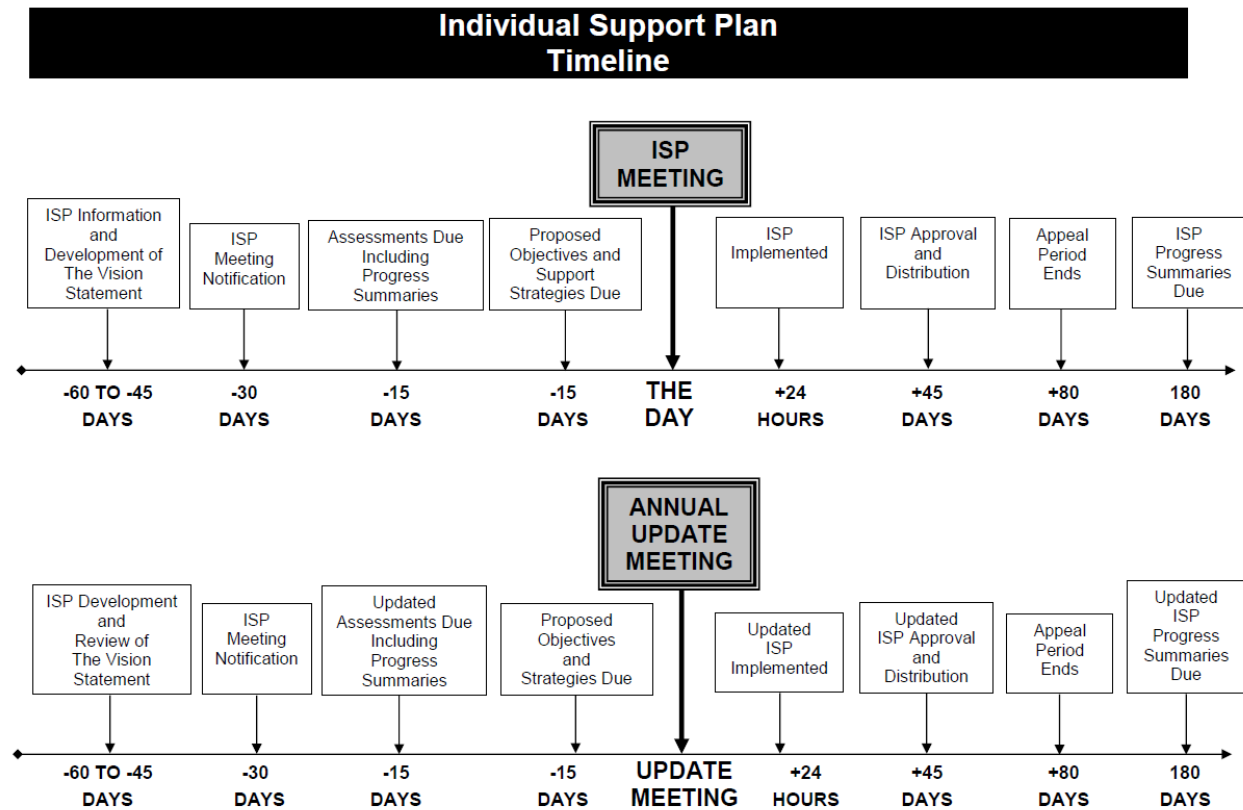 Individual Support Plan
Timeline
ISP
MEETING
ISP Information
and
Development of
The Vision
Statement
ISP
Meeting
Notification
Assessments Due
Including
Progress
Summaries
Proposed
Objectives and
Support
Strategies Due
ISP
Implemented
ISP Approval
and
Distribution
Appeal
Period
Ends
ISP
Progress
Summaries
Due
-60 TO -45
DAYS
-30
DAYS
-15
DAYS
-15
DAYS
THE
DAY
+24
HOURS
+45
DAYS
+80
DAYS
180
DAYS
ANNUAL
UPDATE
MEETING
ISP Development
and
Review of
The Vision
Statement
ISP
Meeting
Notification
Updated
Assessments Due
Including
Progress
Summaries
Proposed
Objectives
and
Strategies Due
Updated
ISP
Implemented
Updated
ISP Approval
and
Distribution
Appeal
Period
Ends
Updated
ISP
Progress
Summaries
Due
-60 TO -45
DAYS
-30
DAYS
-15
DAYS
-15
DAYS
UPDATE
MEETING
+24
HOURS
+45
DAYS
+80
DAYS
180
DAYS